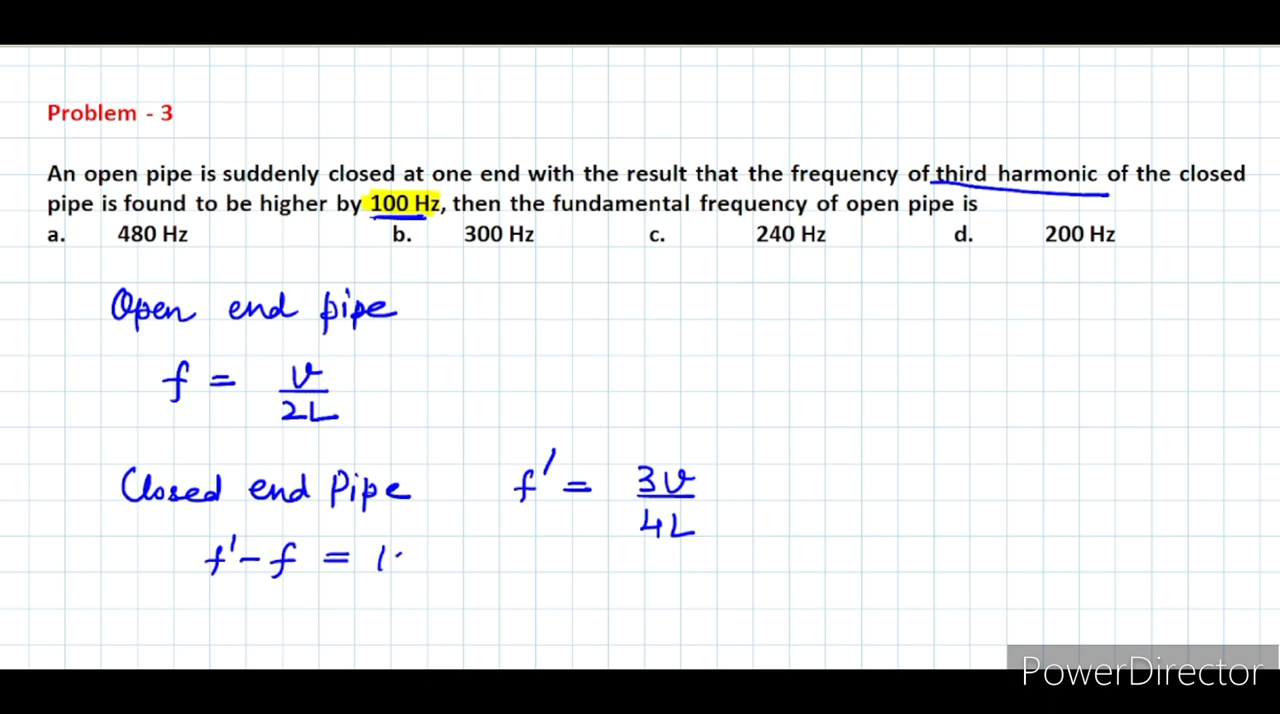 Problem - 3
An open pipe is suddenly closed at one end with the result that the frequency of third harmonic of the closed
pipe is found to be higher by 100 Hz, then the fundamental frequency of open pipe is
a. 480 Hz b. 300 Hz c. 240 Hz d. 200 Hz
Open end pipe
f = v/2L
Closed end Pipe f' = 3v/4L
f' - f = 1
PowerDirector